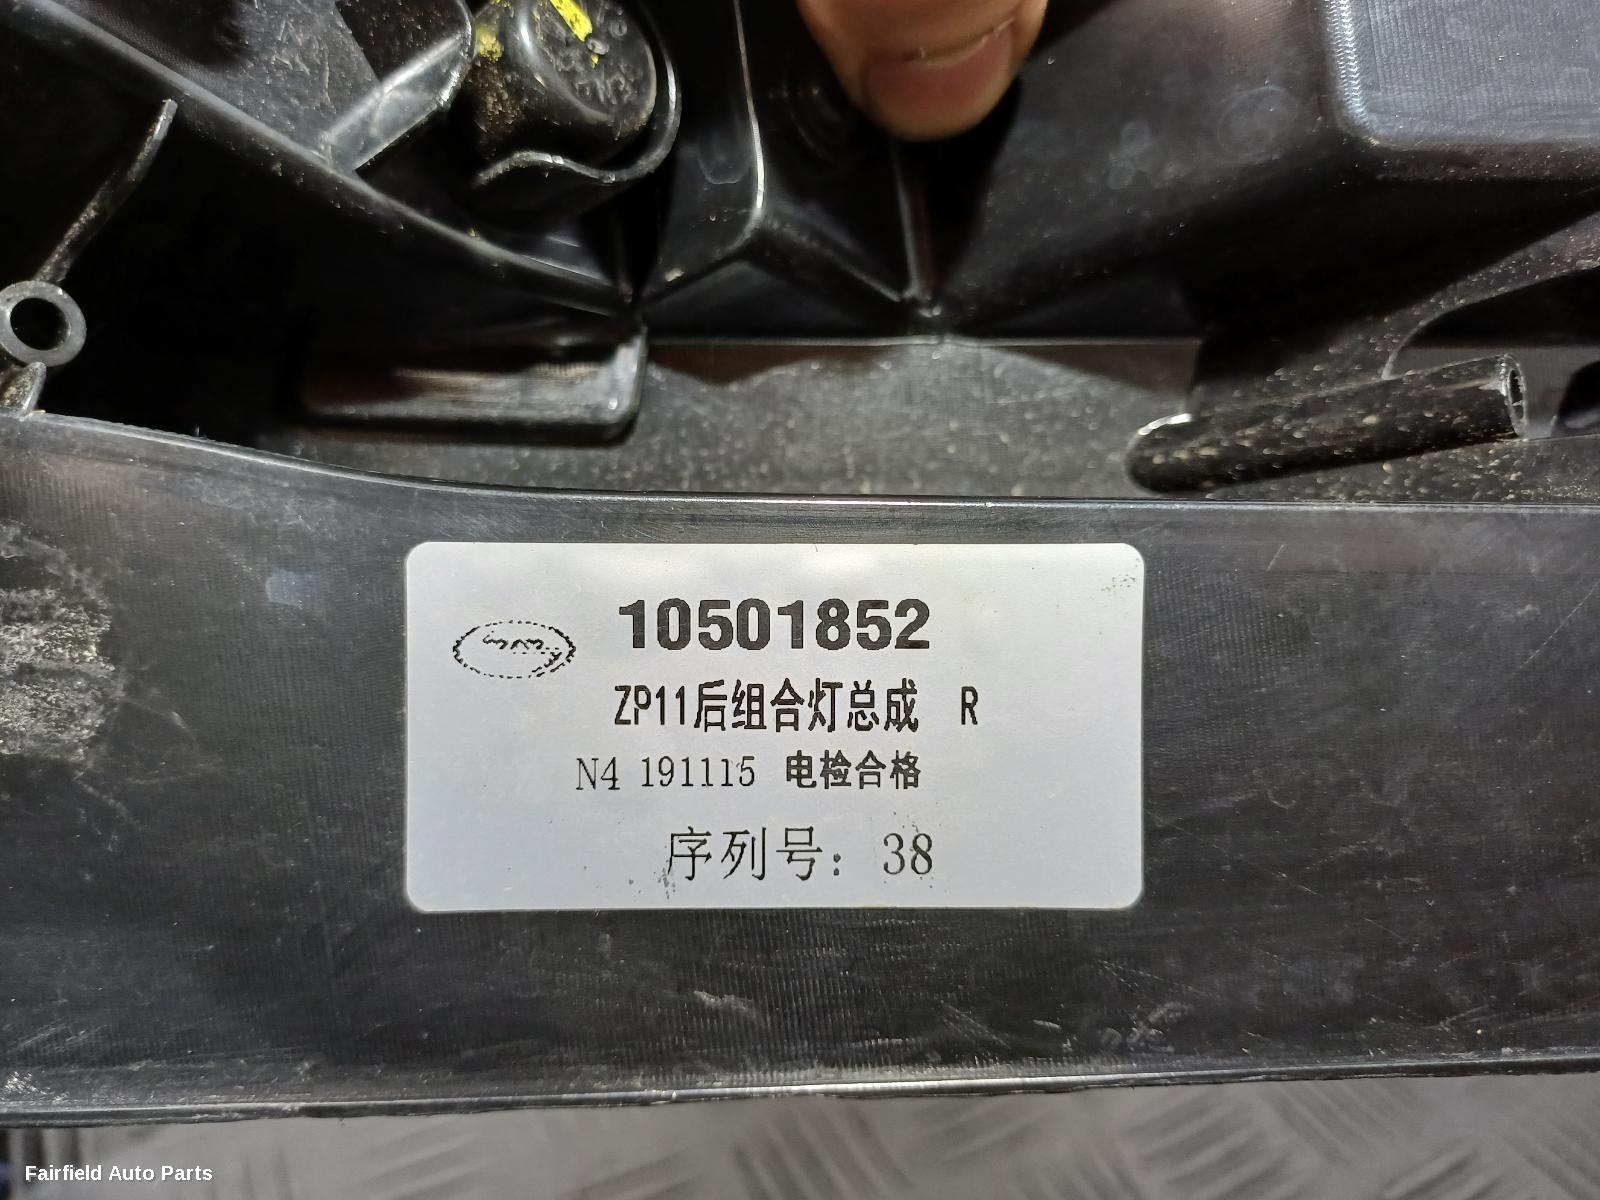 10501852
ZP11后组合灯总成 R
N4 191115 电检合格
序列号：38
Fairfield Auto Parts